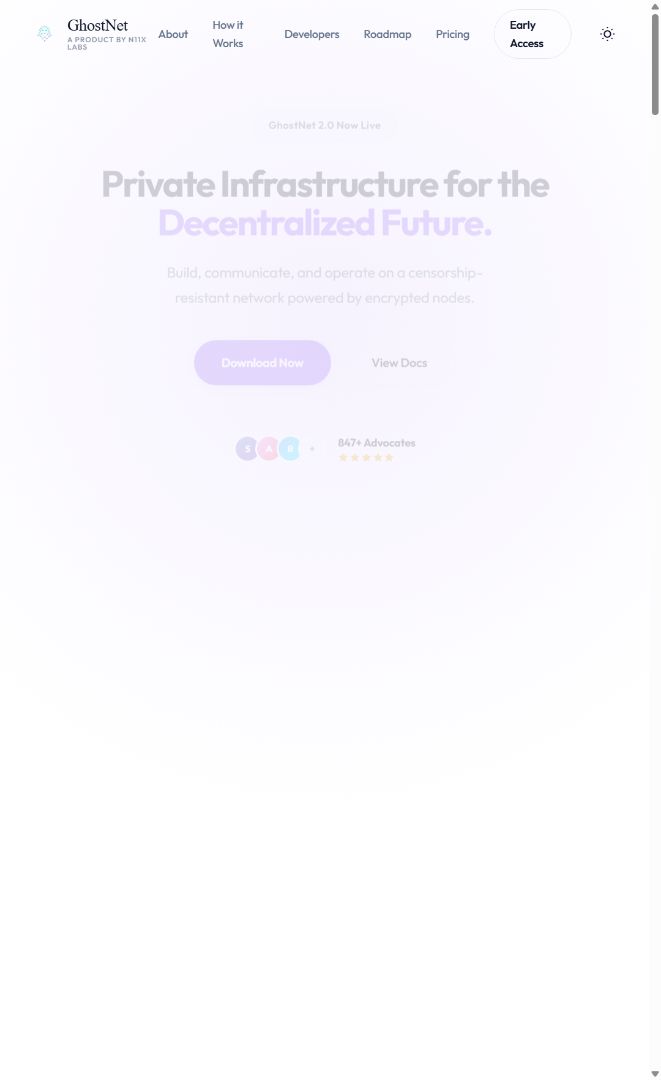 GhostNet
A PRODUCT BY N11X
LABS
About
How it
Works
Developers
Roadmap
Pricing
Early
Access
GhostNet 2.0 Now Live
Private Infrastructure for the
Decentralized Future.
Build, communicate, and operate on a censorship-
resistant network powered by encrypted nodes.
Download Now
View Docs
S A R +
847+ Advocates
★★★★★